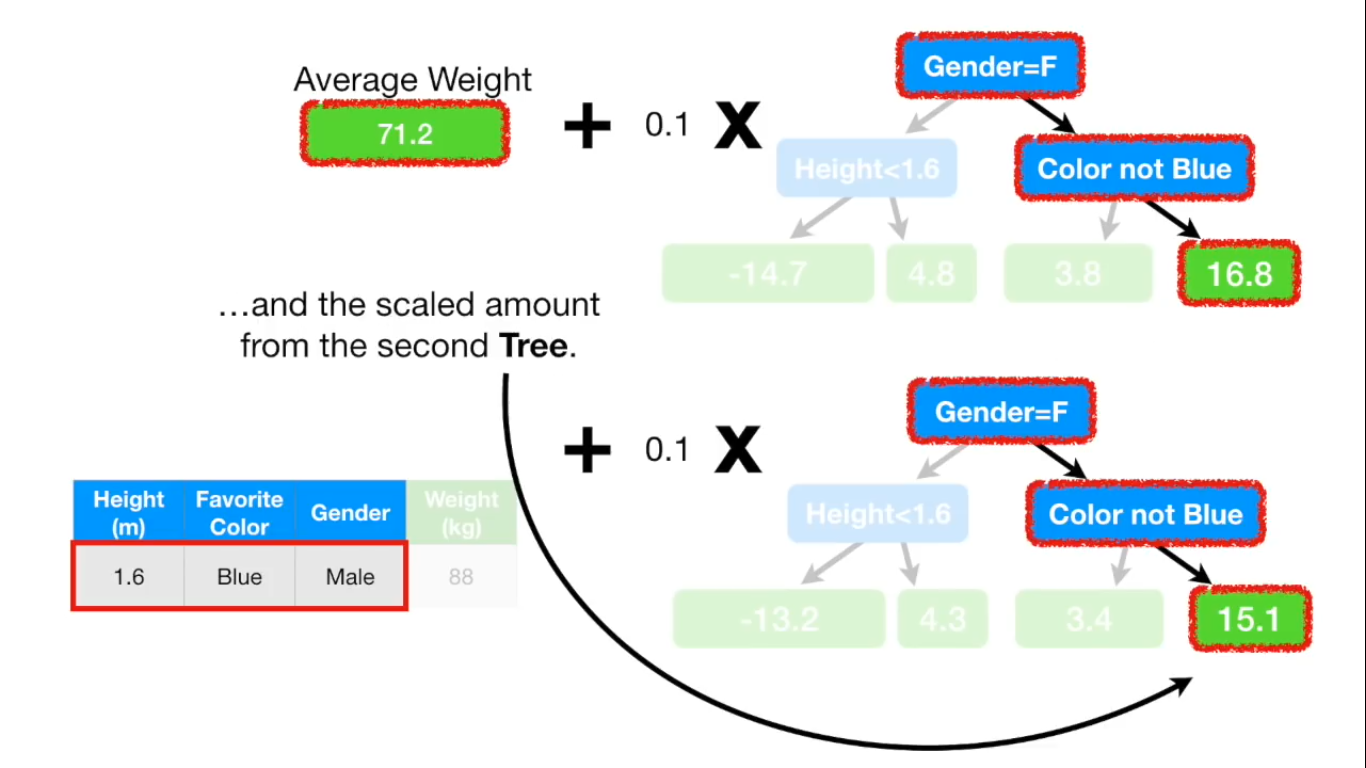 Average Weight
71.2
+ 0.1 X
Gender=F
Height<1.6
Color not Blue
-14.7
4.8
3.8
16.8
…and the scaled amount
from the second Tree.
+ 0.1 X
Gender=F
Height<1.6
Color not Blue
-13.2
4.3
3.4
15.1
Height
(m)
Favorite
Color
Gender
Weight
(kg)
1.6
Blue
Male
88